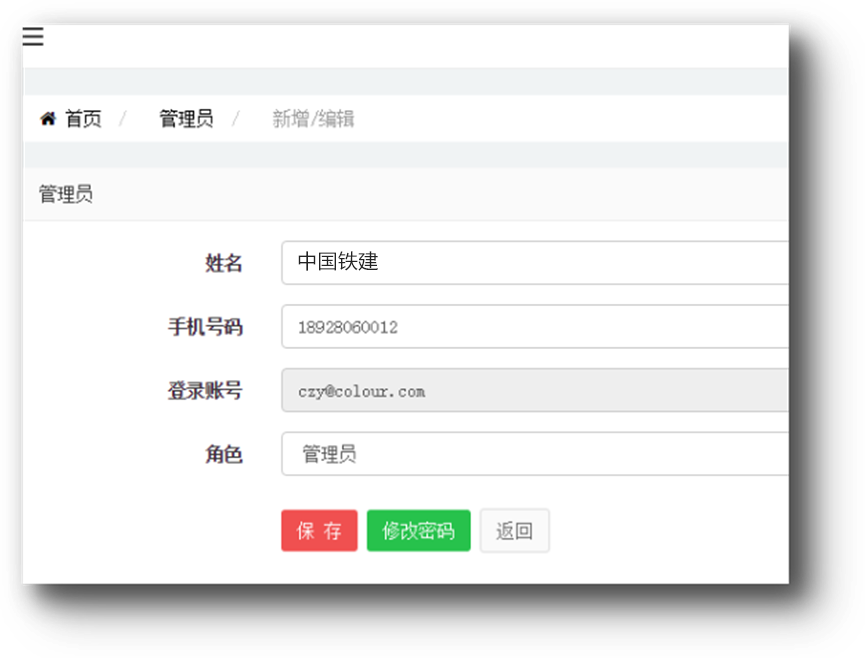 首页 / 管理员 / 新增/编辑
管理员
姓名 中国铁建
手机号码 18928060012
登录账号 czy@colour.com
角色 管理员
保 存 修改密码 返回